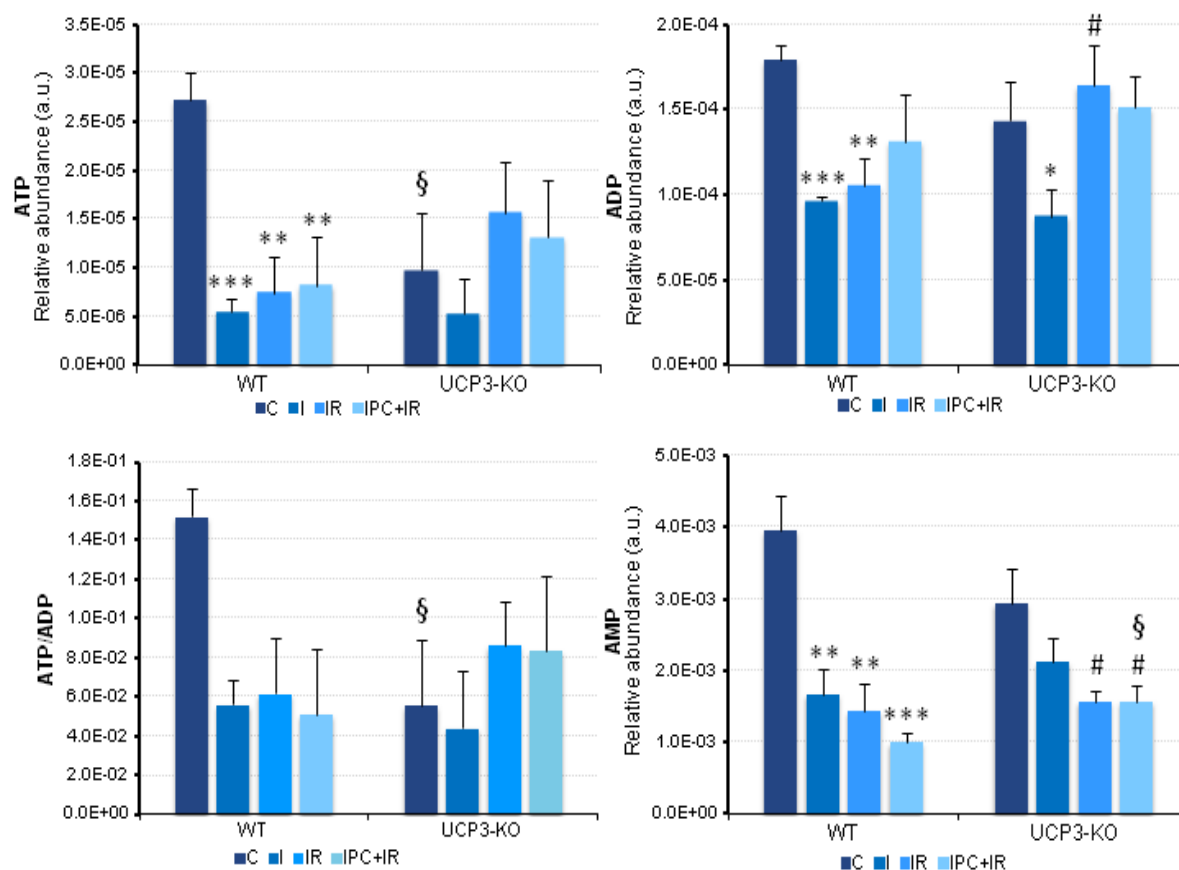 ATP
Relative abundance (a.u.)
3.5E-05
3.0E-05
2.5E-05
2.0E-05
1.5E-05
1.0E-05
5.0E-06
0.0E+00
***
**
**
§
WT
UCP3-KO
C I IR IPC+IR
ADP
Rrelative abundance (a.u.)
2.0E-04
1.5E-04
1.0E-04
5.0E-05
0.0E+00
***
**
*
#
WT
UCP3-KO
C I IR IPC+IR
ATP/ADP
1.8E-01
1.6E-01
1.4E-01
1.2E-01
1.0E-01
8.0E-02
6.0E-02
4.0E-02
2.0E-02
0.0E+00
§
WT
UCP3-KO
C I IR IPC+IR
AMP
Relative abundance (a.u.)
5.0E-03
4.0E-03
3.0E-03
2.0E-03
1.0E-03
0.0E+00
**
**
***
#
§
#
WT
UCP3-KO
C I IR IPC+IR